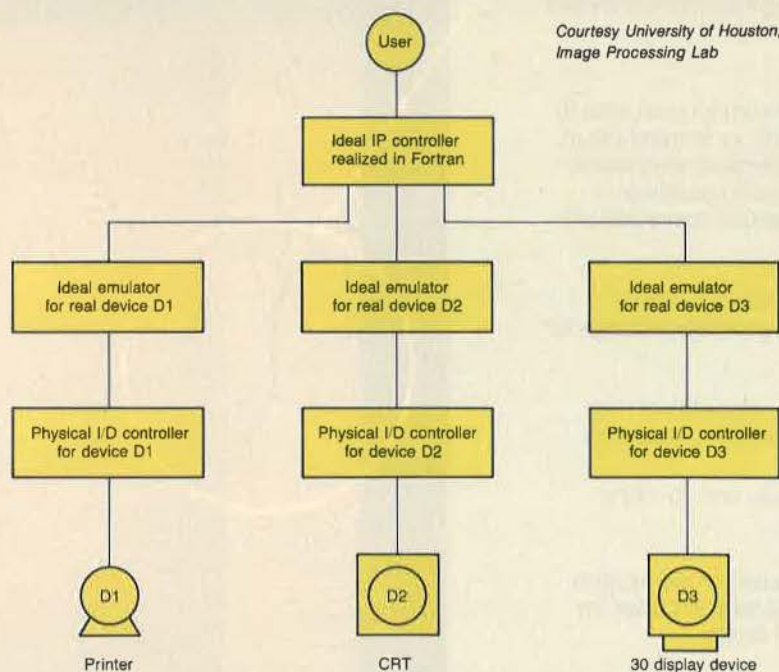 User
Courtesy University of Houston,
Image Processing Lab
Ideal IP controller
realized in Fortran
Ideal emulator
for real device D1
Ideal emulator
for real device D2
Ideal emulator
for real device D3
Physical I/D controller
for device D1
Physical I/D controller
for device D2
Physical I/D controller
for device D3
D1
D2
D3
Printer
CRT
30 display device